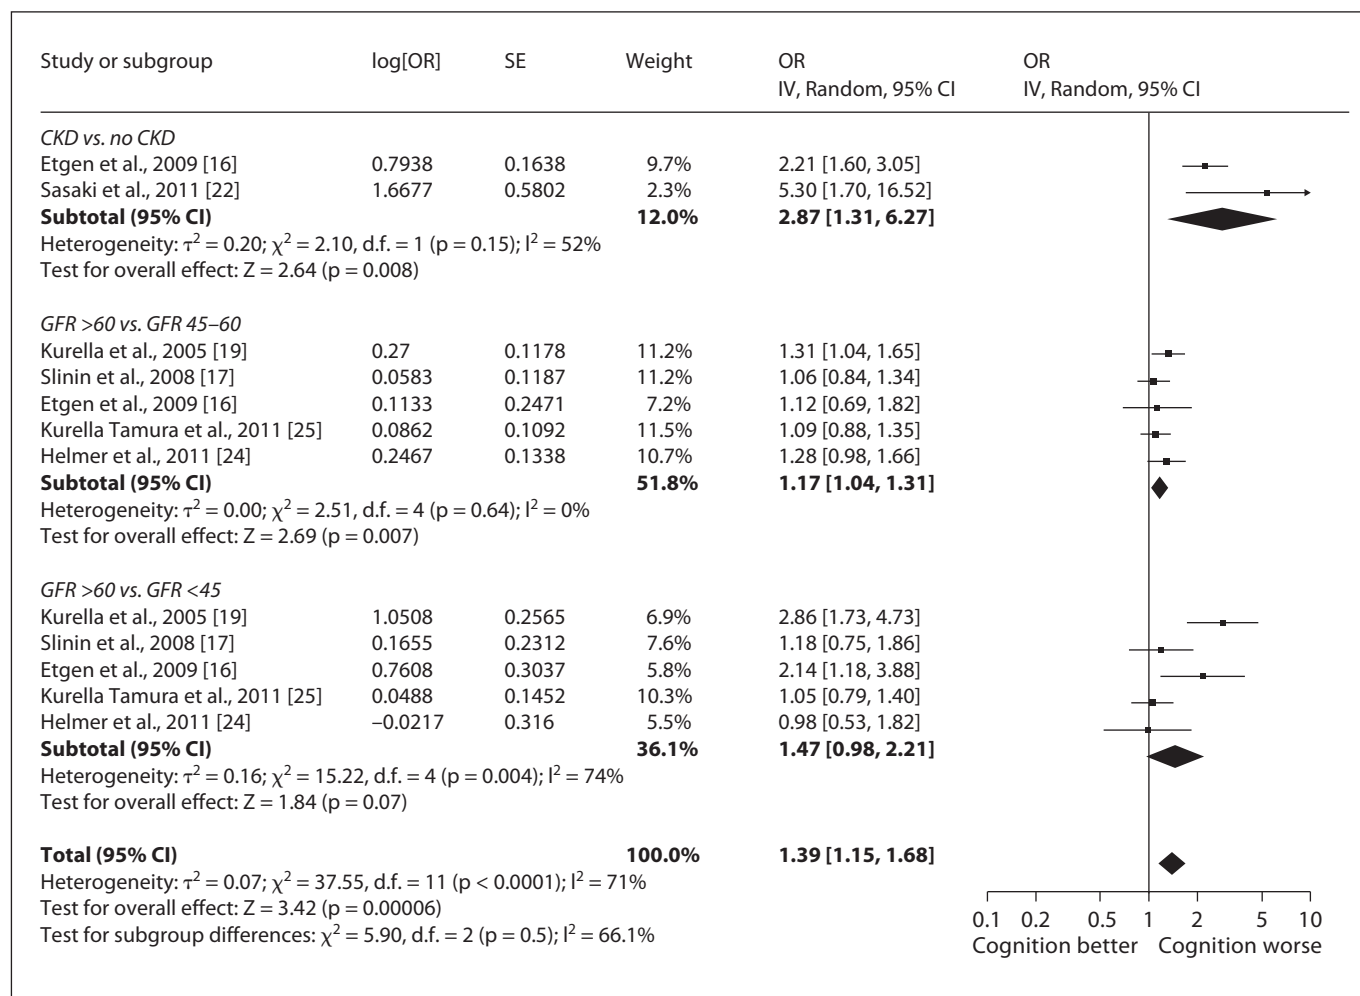 Study or subgroup log[OR] SE Weight OR OR
IV, Random, 95% CI IV, Random, 95% CI
CKD vs. no CKD
Etgen et al., 2009 [16] 0.7938 0.1638 9.7% 2.21 [1.60, 3.05]
Sasaki et al., 2011 [22] 1.6677 0.5802 2.3% 5.30 [1.70, 16.52]
Subtotal (95% CI) 12.0% 2.87 [1.31, 6.27]
Heterogeneity: τ² = 0.20; χ² = 2.10, d.f. = 1 (p = 0.15); I² = 52%
Test for overall effect: Z = 2.64 (p = 0.008)
GFR >60 vs. GFR 45–60
Kurella et al., 2005 [19] 0.27 0.1178 11.2% 1.31 [1.04, 1.65]
Slinin et al., 2008 [17] 0.0583 0.1187 11.2% 1.06 [0.84, 1.34]
Etgen et al., 2009 [16] 0.1133 0.2471 7.2% 1.12 [0.69, 1.82]
Kurella Tamura et al., 2011 [25] 0.0862 0.1092 11.5% 1.09 [0.88, 1.35]
Helmer et al., 2011 [24] 0.2467 0.1338 10.7% 1.28 [0.98, 1.66]
Subtotal (95% CI) 51.8% 1.17 [1.04, 1.31]
Heterogeneity: τ² = 0.00; χ² = 2.51, d.f. = 4 (p = 0.64); I² = 0%
Test for overall effect: Z = 2.69 (p = 0.007)
GFR >60 vs. GFR <45
Kurella et al., 2005 [19] 1.0508 0.2565 6.9% 2.86 [1.73, 4.73]
Slinin et al., 2008 [17] 0.1655 0.2312 7.6% 1.18 [0.75, 1.86]
Etgen et al., 2009 [16] 0.7608 0.3037 5.8% 2.14 [1.18, 3.88]
Kurella Tamura et al., 2011 [25] 0.0488 0.1452 10.3% 1.05 [0.79, 1.40]
Helmer et al., 2011 [24] –0.0217 0.316 5.5% 0.98 [0.53, 1.82]
Subtotal (95% CI) 36.1% 1.47 [0.98, 2.21]
Heterogeneity: τ² = 0.16; χ² = 15.22, d.f. = 4 (p = 0.004); I² = 74%
Test for overall effect: Z = 1.84 (p = 0.07)
Total (95% CI) 100.0% 1.39 [1.15, 1.68]
Heterogeneity: τ² = 0.07; χ² = 37.55, d.f. = 11 (p < 0.0001); I² = 71%
Test for overall effect: Z = 3.42 (p = 0.00006)
Test for subgroup differences: χ² = 5.90, d.f. = 2 (p = 0.5); I² = 66.1%
0.1 0.2 0.5 1 2 5 10
Cognition better Cognition worse